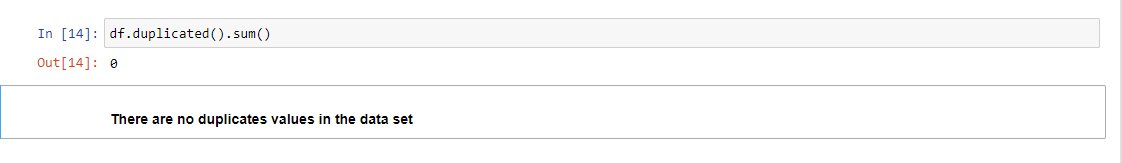 In [14]: df.duplicated().sum()
Out[14]: 0
There are no duplicates values in the data set